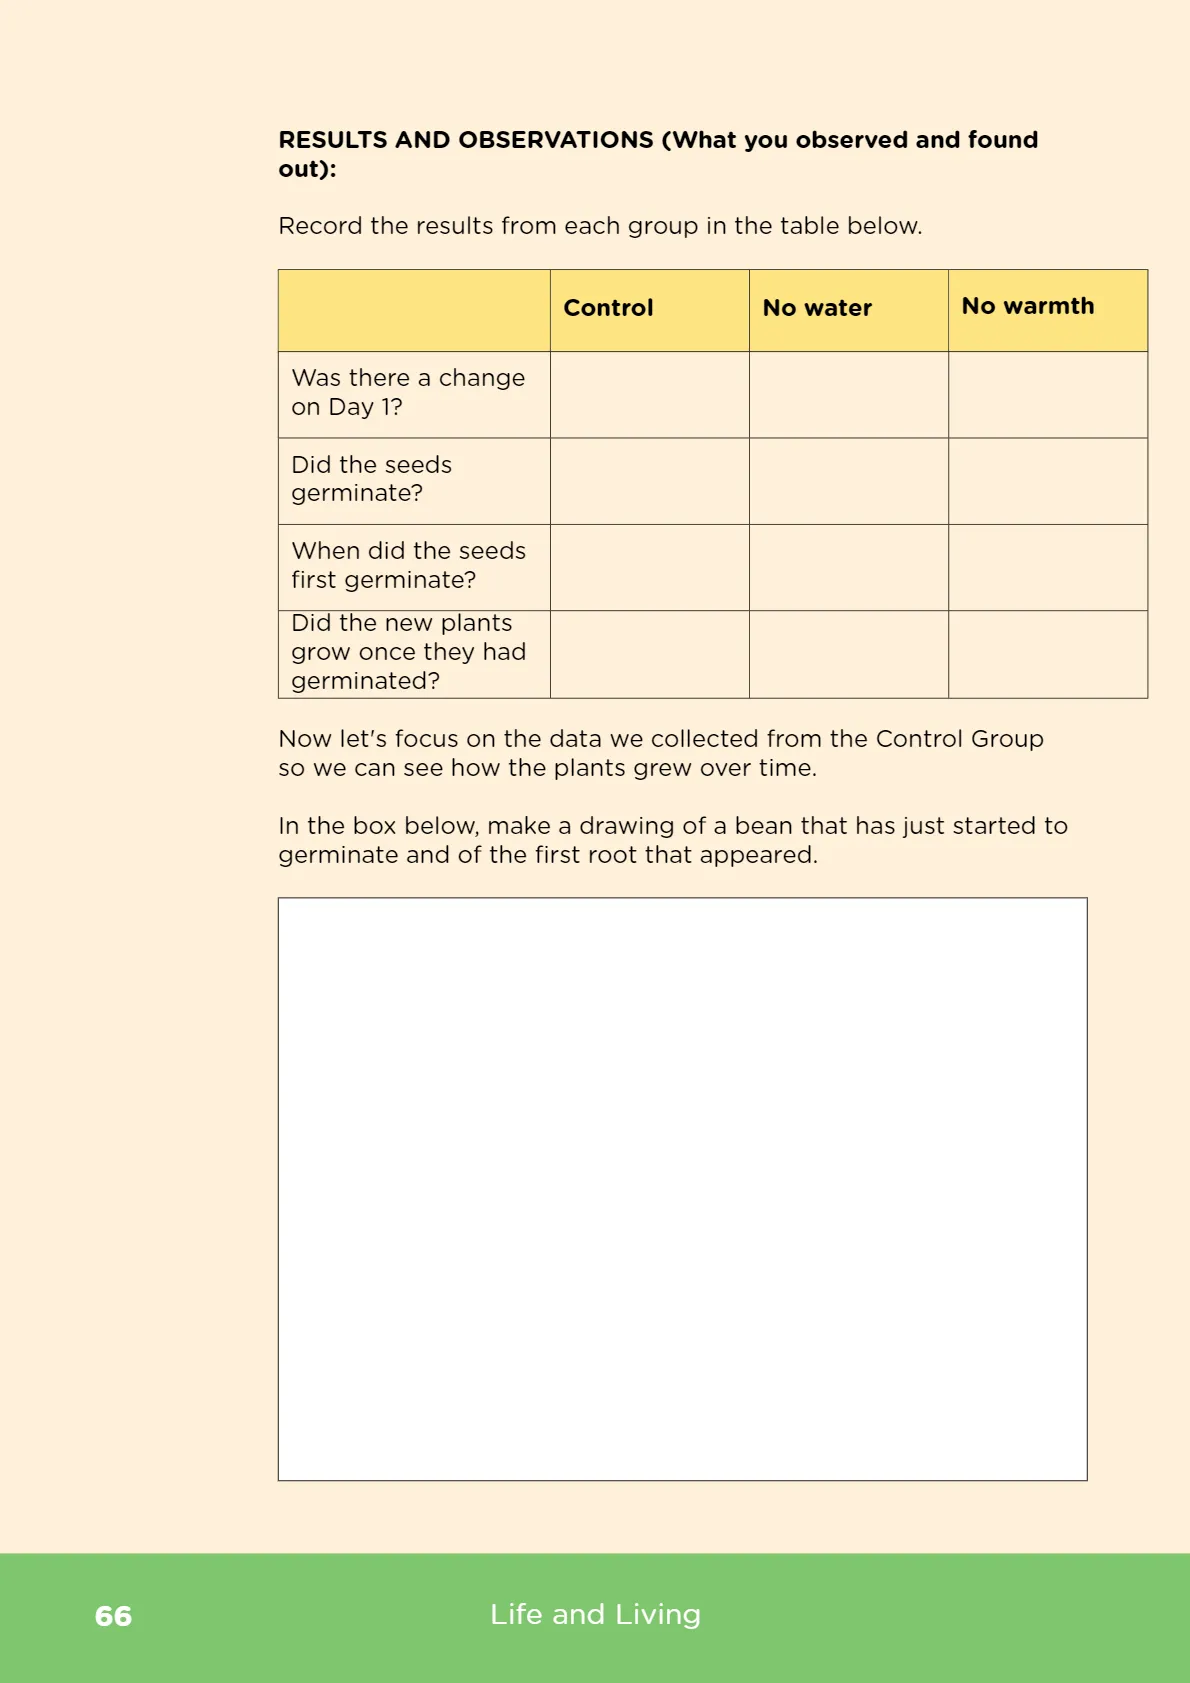 RESULTS AND OBSERVATIONS (What you observed and found
out):
Record the results from each group in the table below.
Control
No water
No warmth
Was there a change
on Day 1?
Did the seeds
germinate?
When did the seeds
first germinate?
Did the new plants
grow once they had
germinated?
Now let's focus on the data we collected from the Control Group
so we can see how the plants grew over time.
In the box below, make a drawing of a bean that has just started to
germinate and of the first root that appeared.
66
Life and Living